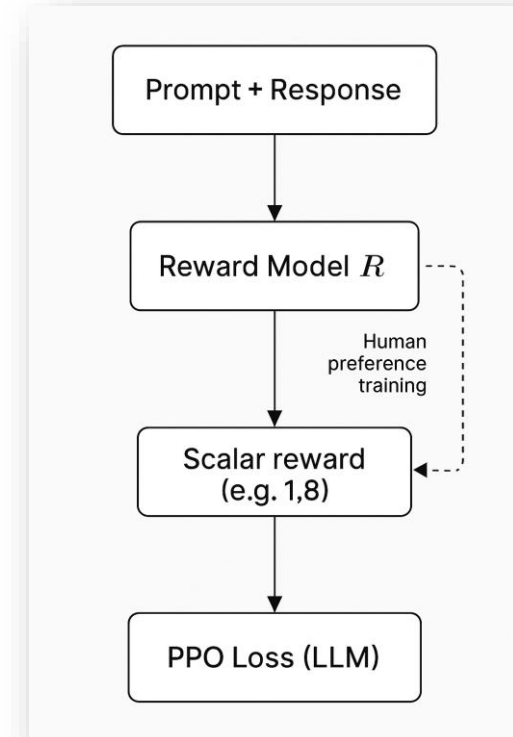 Prompt + Response
Reward Model R
Human
preference
training
Scalar reward
(e.g. 1,8)
PPO Loss (LLM)